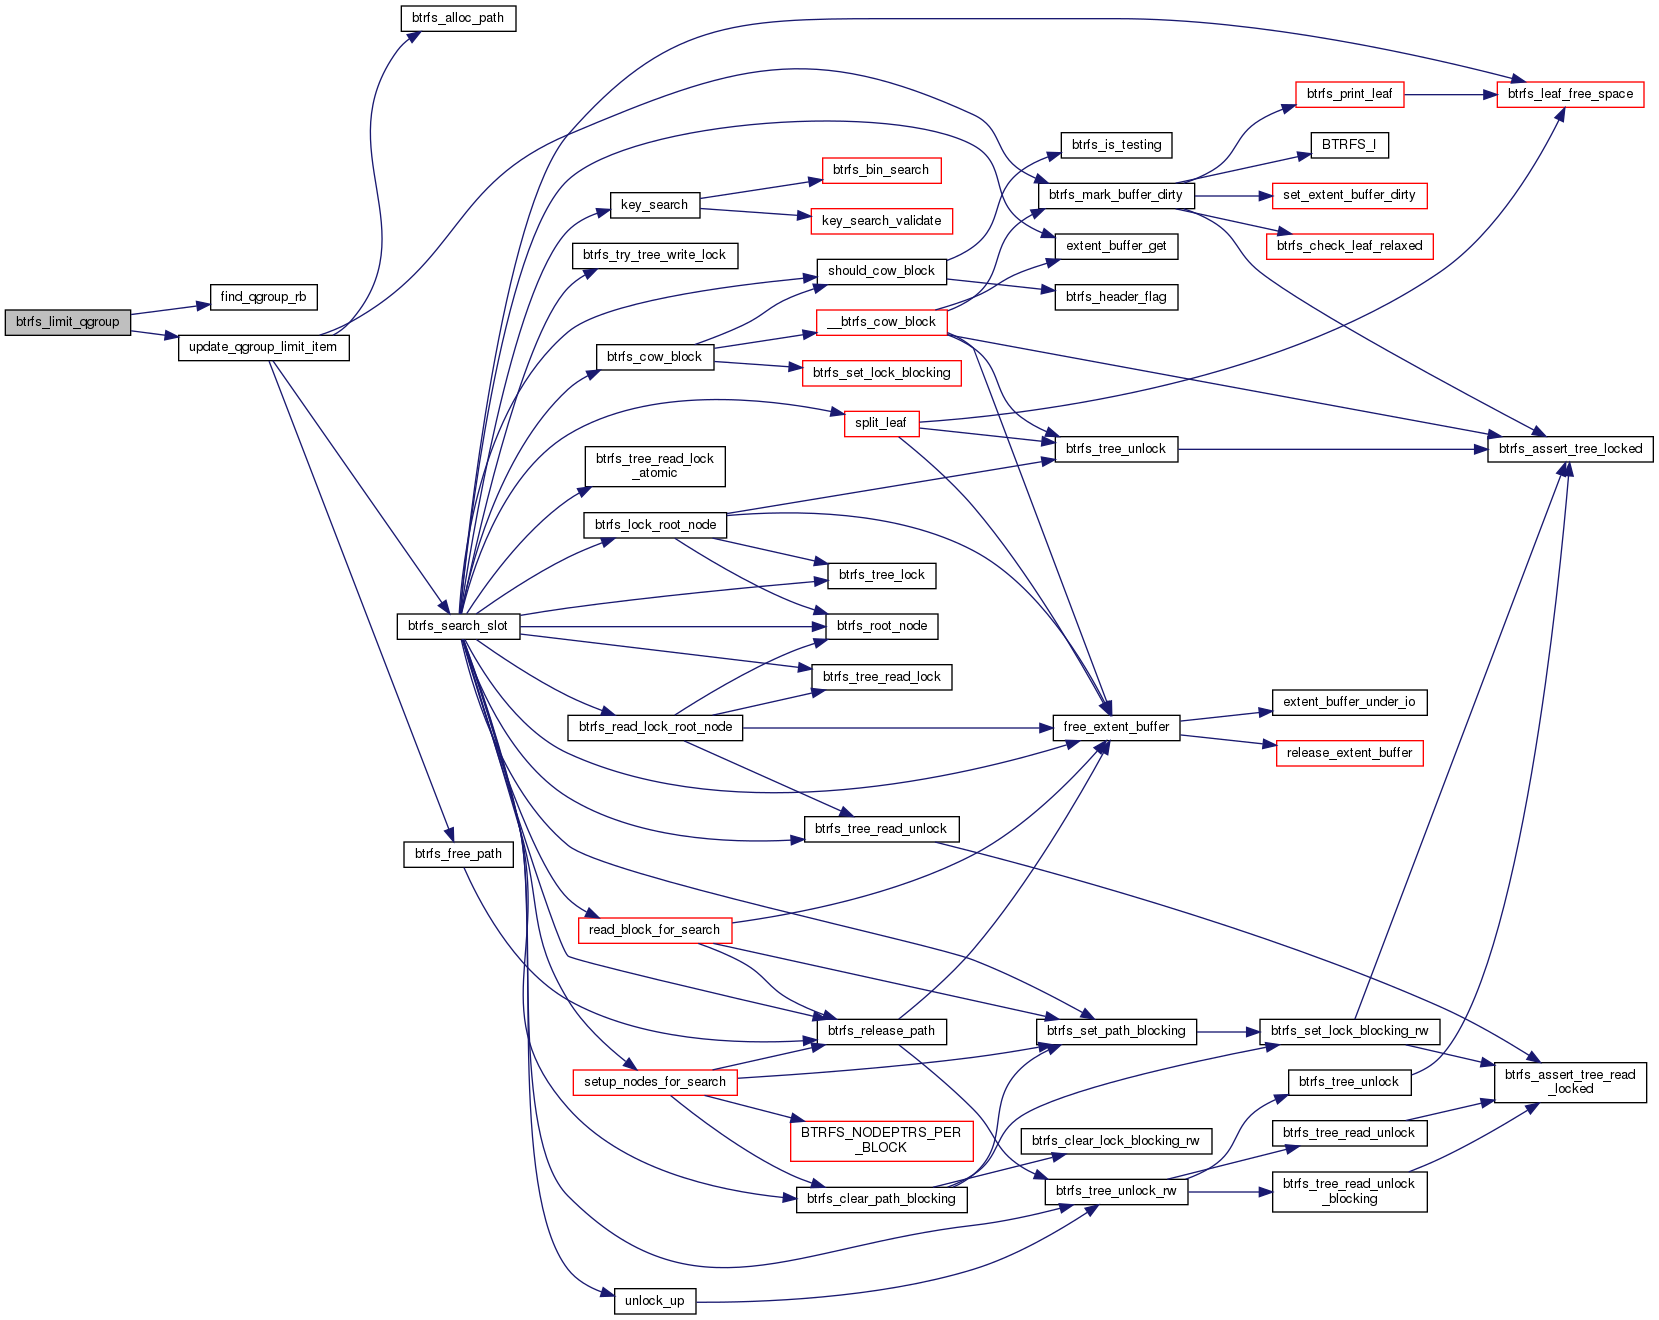 btrfs_alloc_path
btrfs_print_leaf
btrfs_leaf_free_space
btrfs_is_testing
BTRFS_I
btrfs_bin_search
btrfs_mark_buffer_dirty
set_extent_buffer_dirty
key_search
key_search_validate
btrfs_try_tree_write_lock
extent_buffer_get
btrfs_check_leaf_relaxed
should_cow_block
find_qgroup_rb
btrfs_header_flag
btrfs_limit_qgroup
__btrfs_cow_block
update_qgroup_limit_item
btrfs_cow_block
btrfs_set_lock_blocking
split_leaf
btrfs_tree_unlock
btrfs_assert_tree_locked
btrfs_tree_read_lock
_atomic
btrfs_lock_root_node
btrfs_tree_lock
btrfs_search_slot
btrfs_root_node
btrfs_tree_read_lock
extent_buffer_under_io
btrfs_read_lock_root_node
free_extent_buffer
release_extent_buffer
btrfs_tree_read_unlock
btrfs_free_path
read_block_for_search
btrfs_release_path
btrfs_set_path_blocking
btrfs_set_lock_blocking_rw
setup_nodes_for_search
btrfs_tree_unlock
btrfs_assert_tree_read
_locked
BTRFS_NODEPTRS_PER
_BLOCK
btrfs_clear_lock_blocking_rw
btrfs_tree_read_unlock
btrfs_clear_path_blocking
btrfs_tree_unlock_rw
btrfs_tree_read_unlock
_blocking
unlock_up